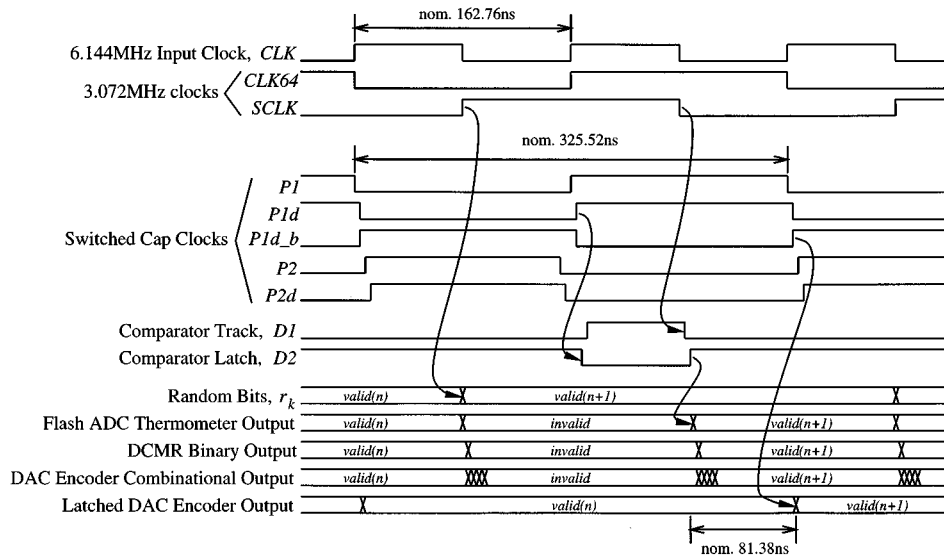 nom. 162.76ns
6.144MHz Input Clock, CLK
CLK64
3.072MHz clocks
SCLK
nom. 325.52ns
P1
P1d
Switched Cap Clocks P1d_b
P2
P2d
Comparator Track, D1
Comparator Latch, D2
Random Bits, r_k valid(n) valid(n+1)
Flash ADC Thermometer Output valid(n) invalid valid(n+1)
DCMR Binary Output valid(n) invalid valid(n+1)
DAC Encoder Combinational Output valid(n) invalid valid(n+1)
Latched DAC Encoder Output valid(n) valid(n+1)
nom. 81.38ns